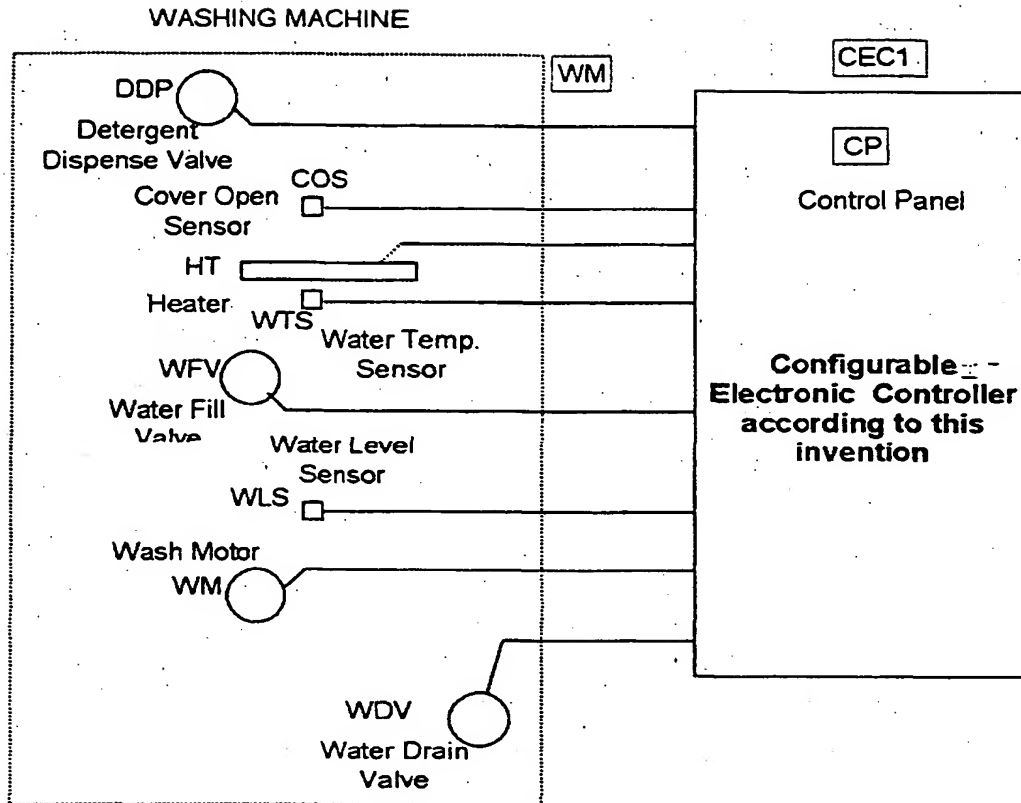 WASHING MACHINE
WM
CEC1
DDP
Detergent
Dispense Valve
CP
Control Panel
COS
Cover Open
Sensor
HT
Heater
WTS
Water Temp.
Sensor
WFV
Water Fill
Valve
Configurable
Electronic Controller
according to this
invention
Water Level
Sensor
WLS
Wash Motor
WM
WDV
Water Drain
Valve